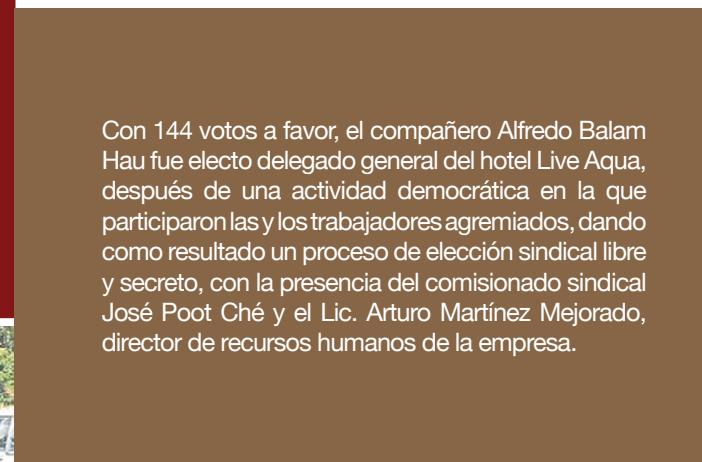 Con 144 votos a favor, el compañero Alfredo Balam
Hau fue electo delegado general del hotel Live Aqua,
después de una actividad democrática en la que
participaron las y los trabajadores agremiados, dando
como resultado un proceso de elección sindical libre
y secreto, con la presencia del comisionado sindical
José Poot Ché y el Lic. Arturo Martínez Mejorado,
director de recursos humanos de la empresa.